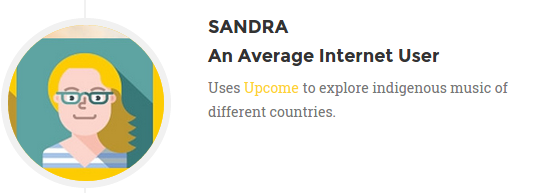 SANDRA
An Average Internet User
Uses Upcome to explore indigenous music of
different countries.